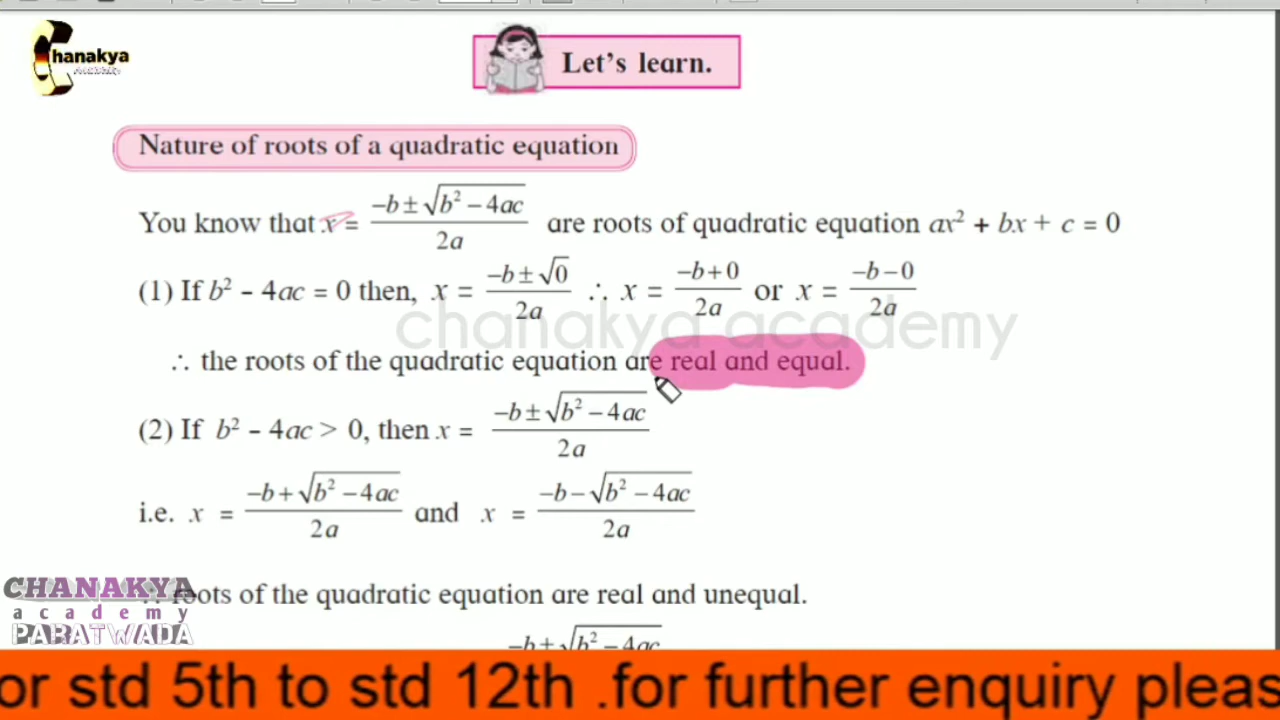 Chanakya
Let's learn.
Nature of roots of a quadratic equation
You know that x = (−b ± √(b² − 4ac)) / 2a are roots of quadratic equation ax² + bx + c = 0
(1) If b² - 4ac = 0 then, x = (−b ± √0) / 2a ∴ x = (−b + 0) / 2a or x = (−b − 0) / 2a
chanakya academy
∴ the roots of the quadratic equation are real and equal.
(2) If b² - 4ac > 0, then x = (−b ± √(b² − 4ac)) / 2a
i.e. x = (−b + √(b² − 4ac)) / 2a and x = (−b − √(b² − 4ac)) / 2a
CHANAKYA
academy
PARATWADA
∴ roots of the quadratic equation are real and unequal.
−b ± √(b² − 4ac)
or std 5th to std 12th .for further enquiry pleas